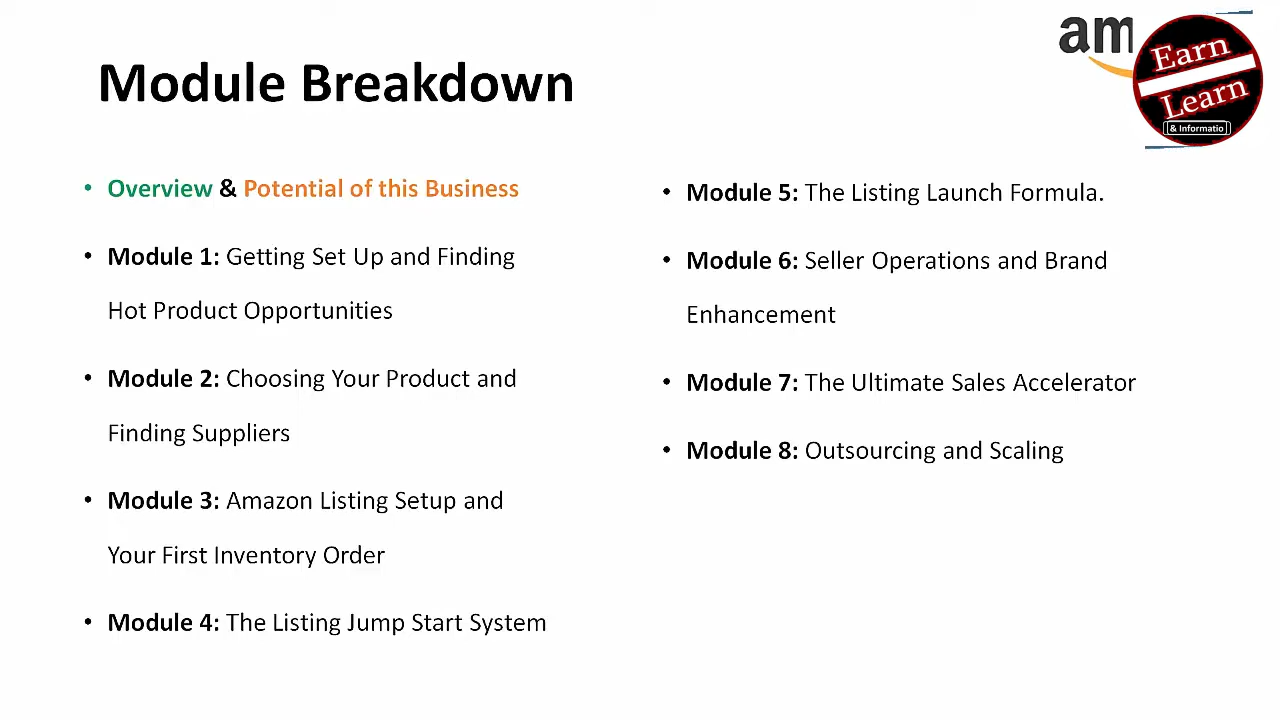 Module Breakdown
am
Earn
Learn
& Informatio
• Overview & Potential of this Business
• Module 1: Getting Set Up and Finding
Hot Product Opportunities
• Module 2: Choosing Your Product and
Finding Suppliers
• Module 3: Amazon Listing Setup and
Your First Inventory Order
• Module 4: The Listing Jump Start System
• Module 5: The Listing Launch Formula.
• Module 6: Seller Operations and Brand
Enhancement
• Module 7: The Ultimate Sales Accelerator
• Module 8: Outsourcing and Scaling